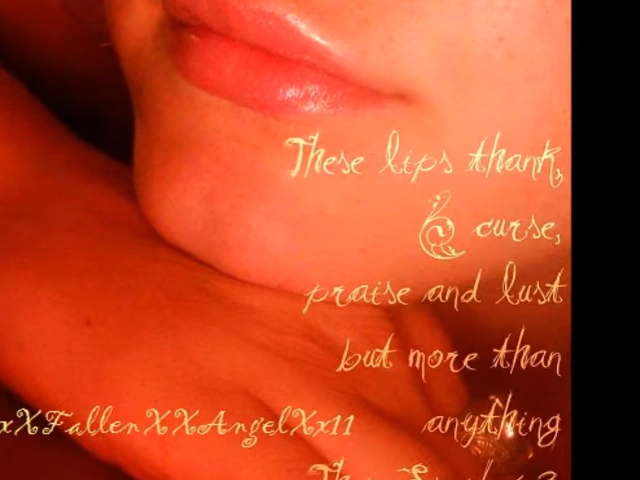 These lips thank,
& curse,
praise and lust
but more than
anything
xXFallenXXAngelXx11